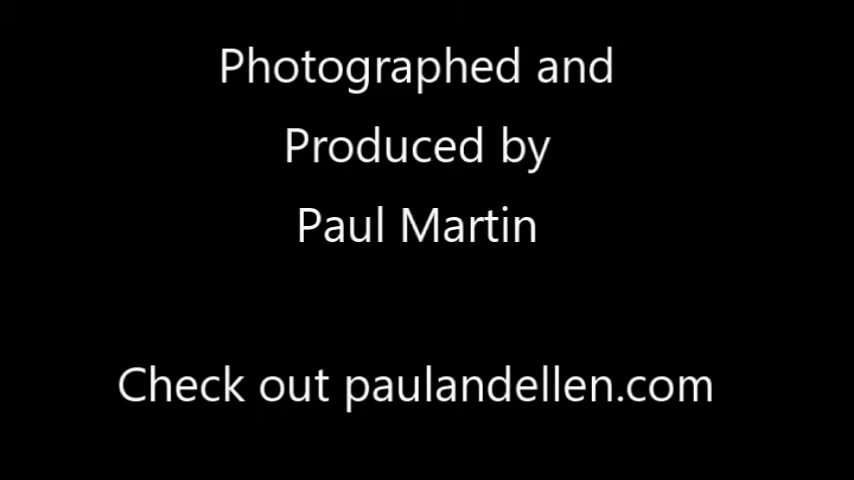 Photographed and
Produced by
Paul Martin
Check out paulandellen.com